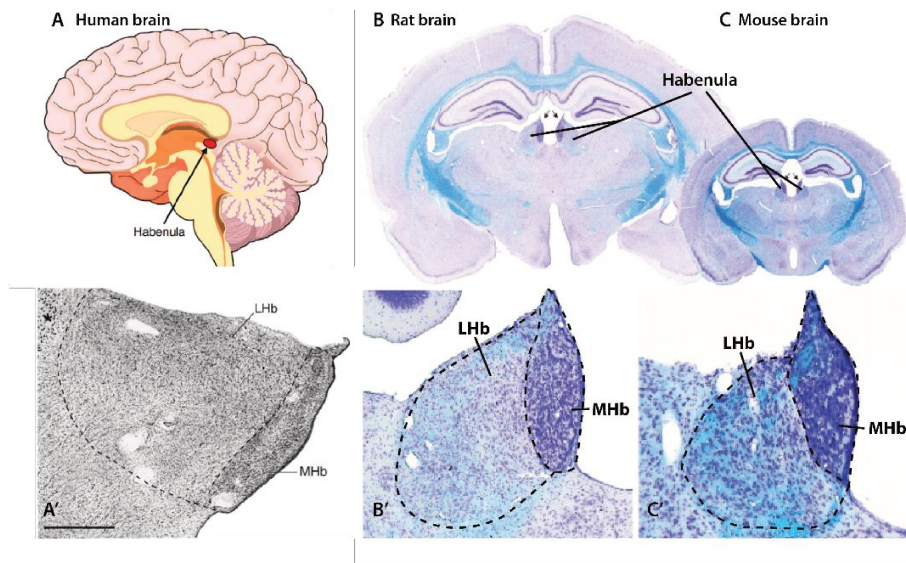 A Human brain
B Rat brain
C Mouse brain
Habenula
Habenula
LHb
MHb
A'
LHb
MHb
B'
LHb
MHb
C'